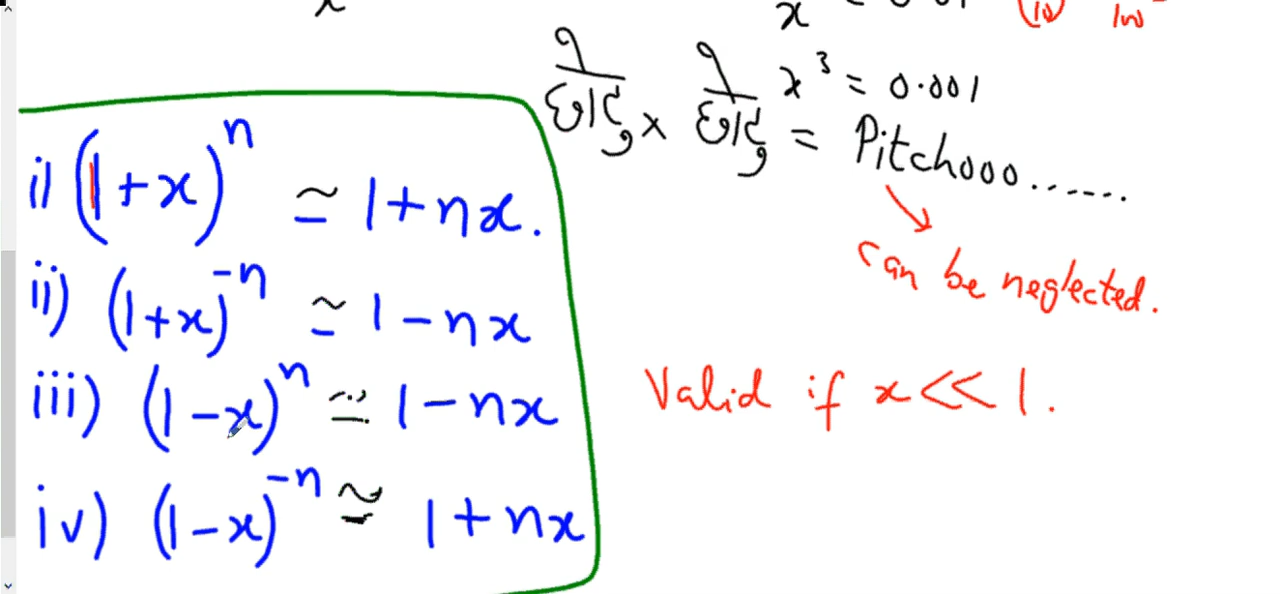 x
x
x³ = 0.001
= Pitchooo......
can be neglected.
i) (1+x)ⁿ ≃ 1+nx.
ii) (1+x)⁻ⁿ ≃ 1-nx
iii) (1-x)ⁿ ≃ 1-nx
iv) (1-x)⁻ⁿ ≅ 1+nx
Valid if x<<1.